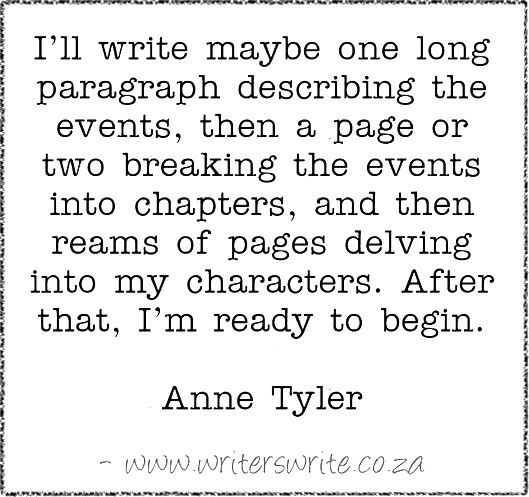 I'll write maybe one long
paragraph describing the
events, then a page or
two breaking the events
into chapters, and then
reams of pages delving
into my characters. After
that, I'm ready to begin.
Anne Tyler
- www.writerswrite.co.za